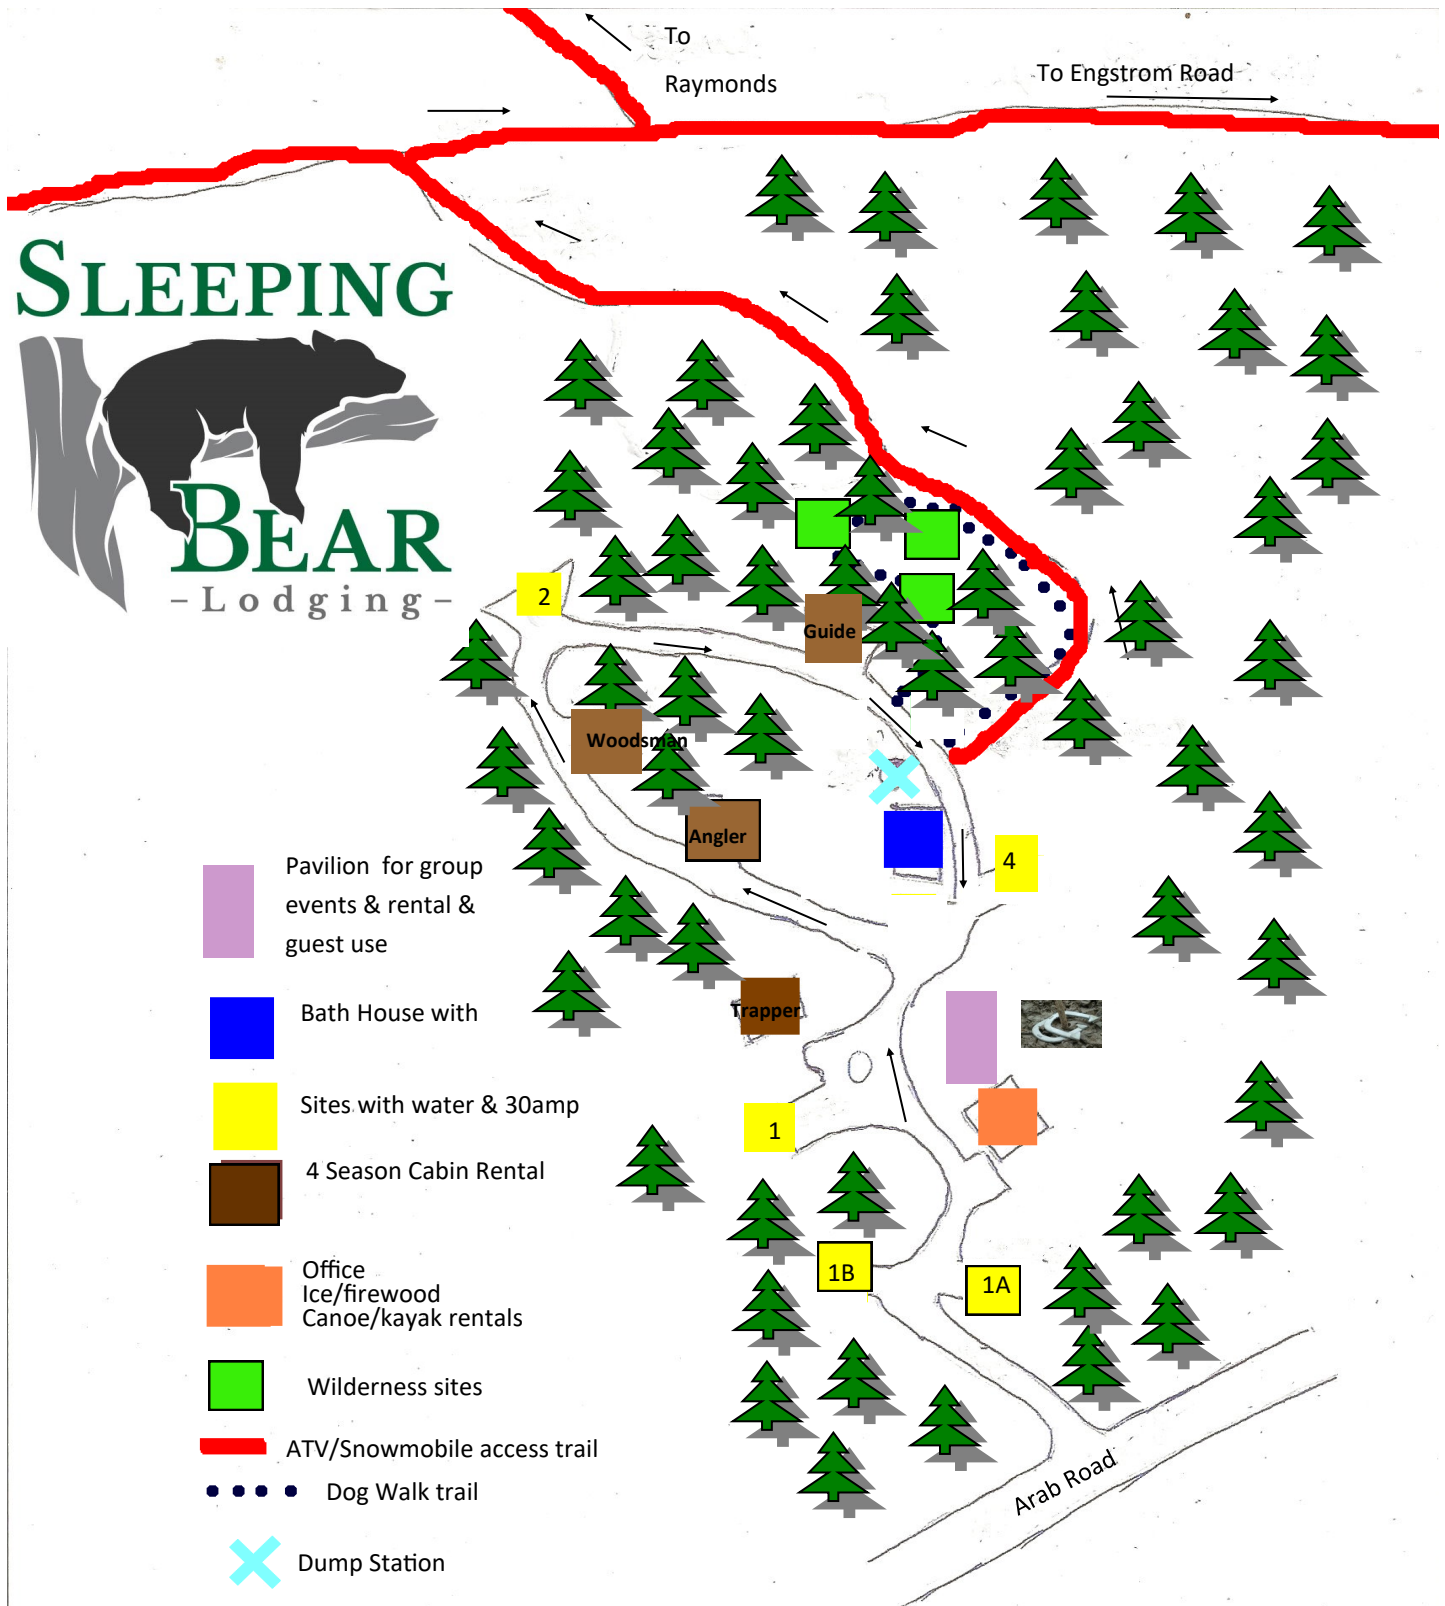 To
Raymonds
To Engstrom Road
SLEEPING
BEAR
-Lodging-
2
Guide
Woodsman
Angler
4
Trapper
1
1B
1A
Arab Road
Pavilion for group
events & rental &
guest use
Bath House with
Sites with water & 30amp
4 Season Cabin Rental
Office
Ice/firewood
Canoe/kayak rentals
Wilderness sites
ATV/Snowmobile access trail
Dog Walk trail
Dump Station